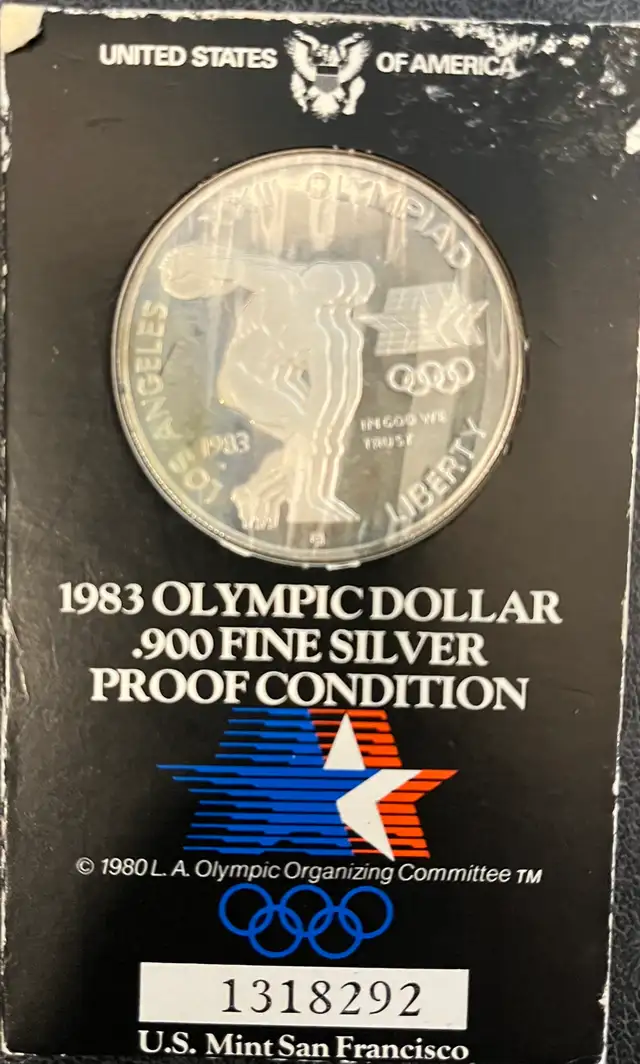 UNITED STATES OF AMERICA
XXIII OLYMPIAD
LOS ANGELES
1983
IN GOD WE
TRUST
LIBERTY
1983 OLYMPIC DOLLAR
.900 FINE SILVER
PROOF CONDITION
© 1980 L.A. Olympic Organizing Committee TM
1318292
U.S. Mint San Francisco